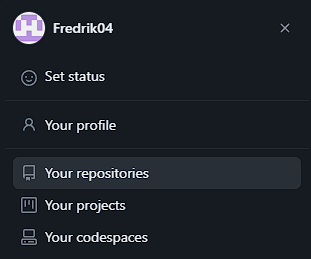 Fredrik04
Set status
Your profile
Your repositories
Your projects
Your codespaces